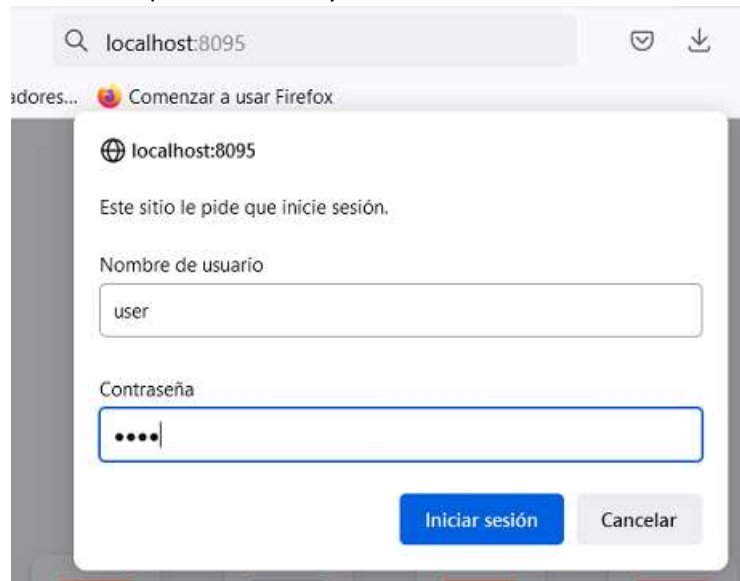 localhost:8095
adores... Comenzar a usar Firefox
localhost:8095
Este sitio le pide que inicie sesión.
Nombre de usuario
user
Contraseña
••••
Iniciar sesión Cancelar